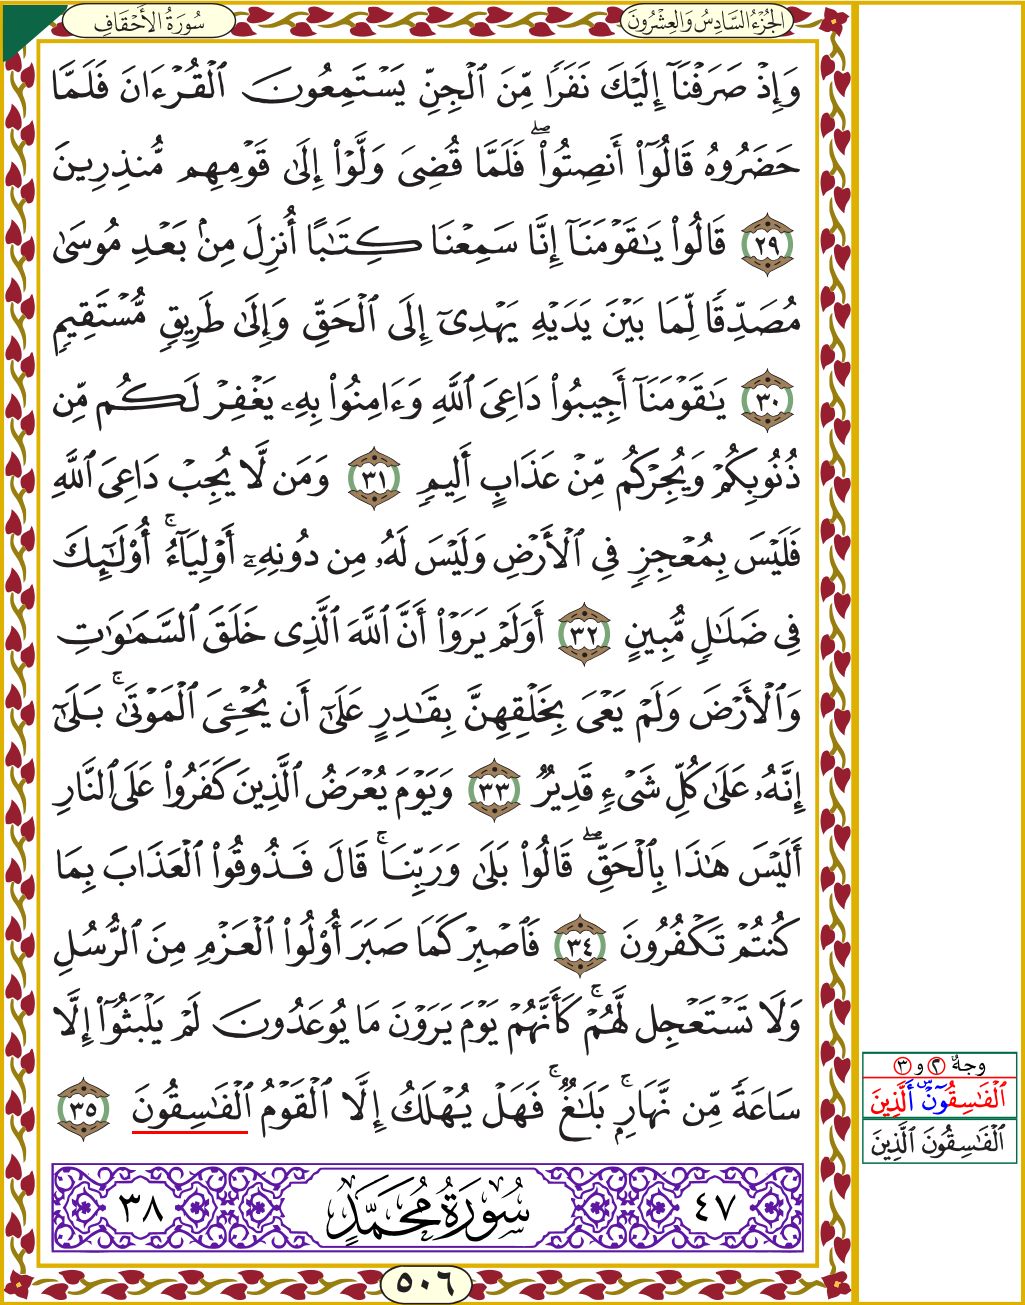 الجُزْءُ السَّادِسُ وَالعِشْرُونَ
سُورَةُ الأَحْقَافِ
وَإِذْ صَرَفْنَآ إِلَيْكَ نَفَرًا مِّنَ ٱلْجِنِّ يَسْتَمِعُونَ ٱلْقُرْءَانَ فَلَمَّا
حَضَرُوهُ قَالُوٓا۟ أَنصِتُوا۟ۖ فَلَمَّا قُضِىَ وَلَّوْا۟ إِلَىٰ قَوْمِهِم مُّنذِرِينَ
٢٩ قَالُوا۟ يَـٰقَوْمَنَآ إِنَّا سَمِعْنَا كِتَـٰبًا أُنزِلَ مِنۢ بَعْدِ مُوسَىٰ
مُصَدِّقًا لِّمَا بَيْنَ يَدَيْهِ يَهْدِىٓ إِلَى ٱلْحَقِّ وَإِلَىٰ طَرِيقٍ مُّسْتَقِيمٍ
٣٠ يَـٰقَوْمَنَآ أَجِيبُوا۟ دَاعِىَ ٱللَّهِ وَءَامِنُوا۟ بِهِۦ يَغْفِرْ لَكُم مِّن
ذُنُوبِكُمْ وَيُجِرْكُم مِّنْ عَذَابٍ أَلِيمٍ ٣١ وَمَن لَّا يُجِبْ دَاعِىَ ٱللَّهِ
فَلَيْسَ بِمُعْجِزٍ فِى ٱلْأَرْضِ وَلَيْسَ لَهُۥ مِن دُونِهِۦٓ أَوْلِيَآءُۚ أُو۟لَـٰٓئِكَ
فِى ضَلَـٰلٍ مُّبِينٍ ٣٢ أَوَلَمْ يَرَوْا۟ أَنَّ ٱللَّهَ ٱلَّذِى خَلَقَ ٱلسَّمَـٰوَٰتِ
وَٱلْأَرْضَ وَلَمْ يَعْىَ بِخَلْقِهِنَّ بِقَـٰدِرٍ عَلَىٰٓ أَن يُحْـِۧىَ ٱلْمَوْتَىٰۚ بَلَىٰٓ
إِنَّهُۥ عَلَىٰ كُلِّ شَىْءٍ قَدِيرٌ ٣٣ وَيَوْمَ يُعْرَضُ ٱلَّذِينَ كَفَرُوا۟ عَلَى ٱلنَّارِ
أَلَيْسَ هَـٰذَا بِٱلْحَقِّۖ قَالُوا۟ بَلَىٰ وَرَبِّنَاۚ قَالَ فَذُوقُوا۟ ٱلْعَذَابَ بِمَا
كُنتُمْ تَكْفُرُونَ ٣٤ فَٱصْبِرْ كَمَا صَبَرَ أُو۟لُوا۟ ٱلْعَزْمِ مِنَ ٱلرُّسُلِ
وَلَا تَسْتَعْجِل لَّهُمْۚ كَأَنَّهُمْ يَوْمَ يَرَوْنَ مَا يُوعَدُونَ لَمْ يَلْبَثُوٓا۟ إِلَّا
سَاعَةً مِّن نَّهَارٍۭۚ بَلَـٰغٌۚ فَهَلْ يُهْلَكُ إِلَّا ٱلْقَوْمُ ٱلْفَـٰسِقُونَ ٣٥
٤٧ سُورَةُ مُحَمَّدٍ ٣٨
وجهٌ ٢ و ٣
ٱلْفَـٰسِقُوٓنَۜ أَلَّذِينَ
ٱلْفَـٰسِقُونَ ٱلَّذِينَ
٥٠٦